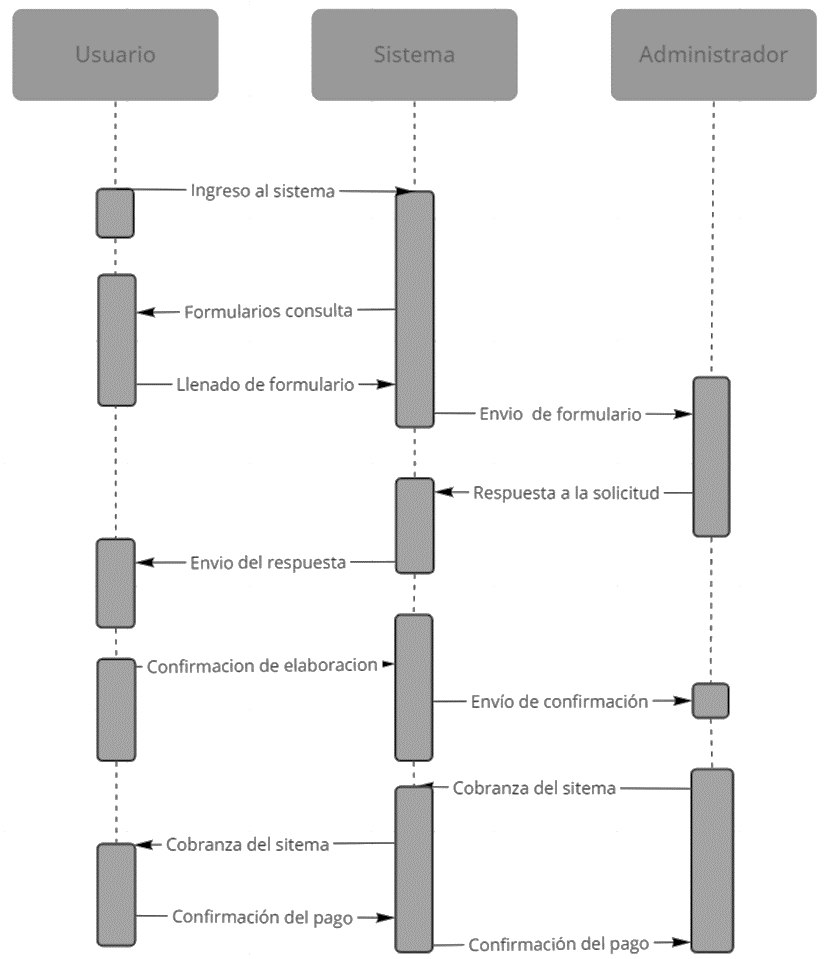 Usuario
Sistema
Administrador
Ingreso al sistema
Formularios consulta
Llenado de formulario
Envio de formulario
Respuesta a la solicitud
Envio del respuesta
Confirmacion de elaboracion
Envío de confirmación
Cobranza del sitema
Cobranza del sitema
Confirmación del pago
Confirmación del pago